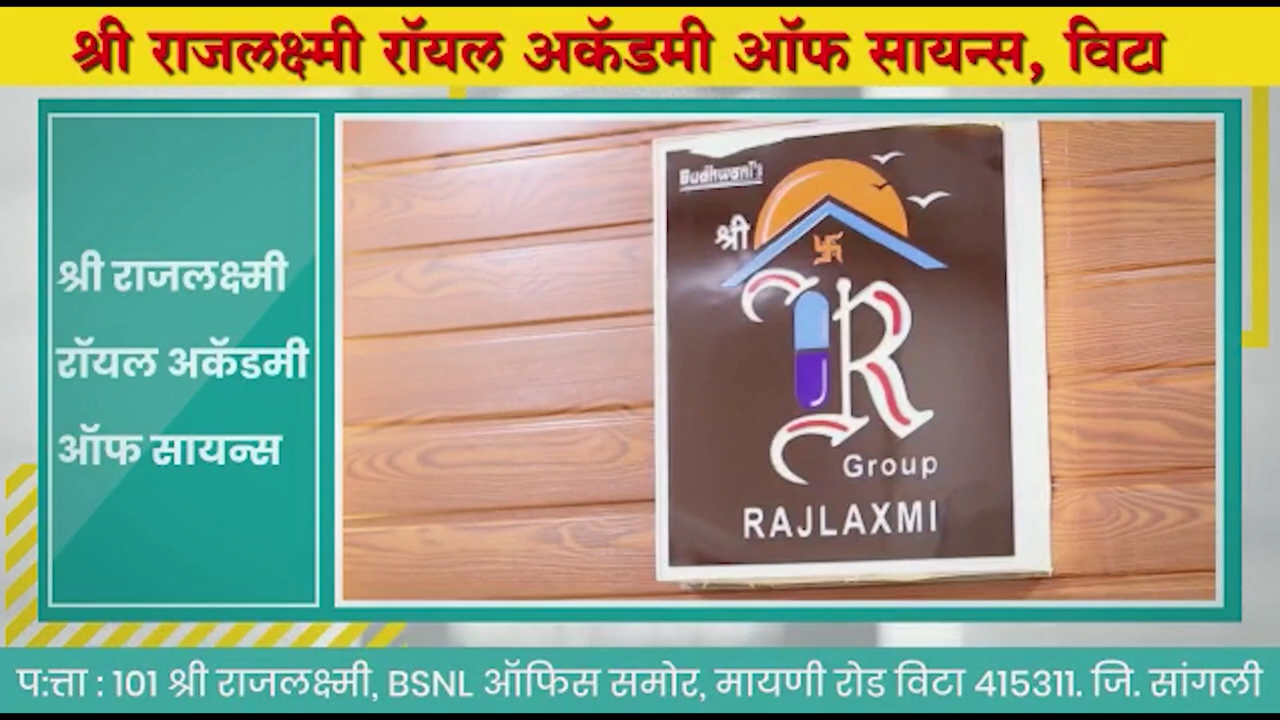 श्री राजलक्ष्मी रॉयल अकॅडमी ऑफ सायन्स, विटा
श्री राजलक्ष्मी
रॉयल अकॅडमी
ऑफ सायन्स
Budhwani's
श्री
R
Group
RAJLAXMI
प:त्ता : 101 श्री राजलक्ष्मी, BSNL ऑफिस समोर, मायणी रोड विटा 415311. जि. सांगली